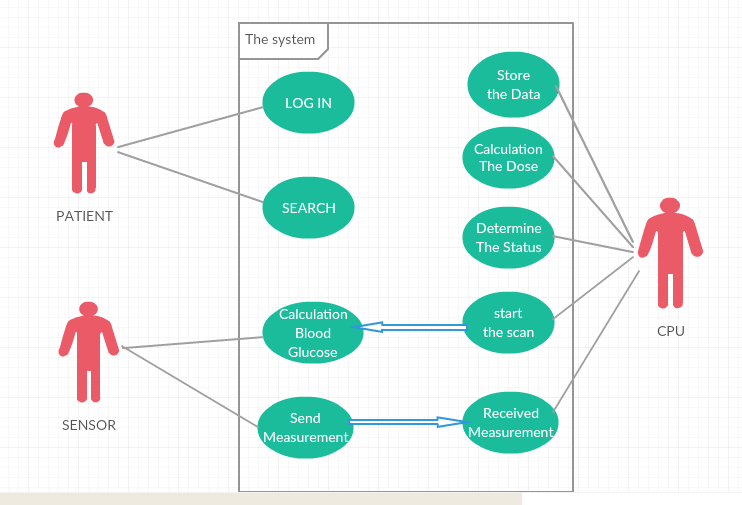 The system
LOG IN
SEARCH
Calculation
Blood
Glucose
Send
Measurement
Store
the Data
Calculation
The Dose
Determine
The Status
start
the scan
Received
Measurement
PATIENT
SENSOR
CPU